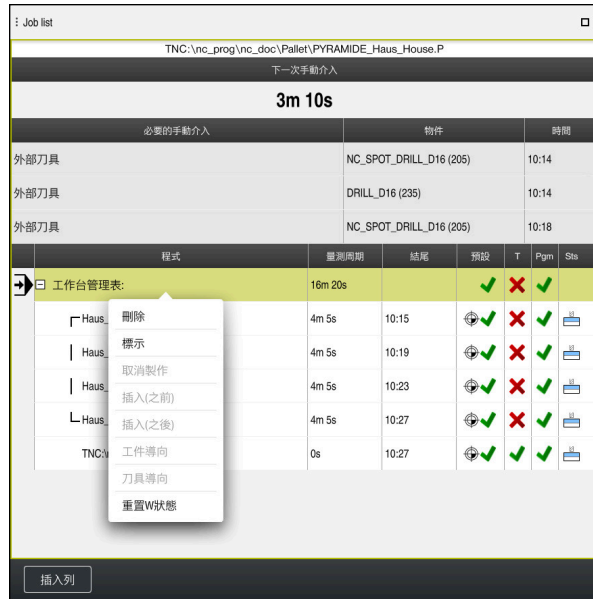 Job list
TNC:\nc_prog\nc_doc\Pallet\PYRAMIDE_Haus_House.P
下一次手動介入
3m 10s
必要的手動介入 物件 時間
外部刀具 NC_SPOT_DRILL_D16 (205) 10:14
外部刀具 DRILL_D16 (235) 10:14
外部刀具 NC_SPOT_DRILL_D16 (205) 10:18
程式 量測周期 結尾 預設 T Pgm Sts
工作台管理表: 16m 20s
Haus_ 4m 5s 10:15
Haus_ 4m 5s 10:19
Haus_ 4m 5s 10:23
Haus_ 4m 5s 10:27
TNC:\ 0s 10:27
刪除
標示
取消製作
插入(之前)
插入(之後)
工件導向
刀具導向
重置W狀態
插入列